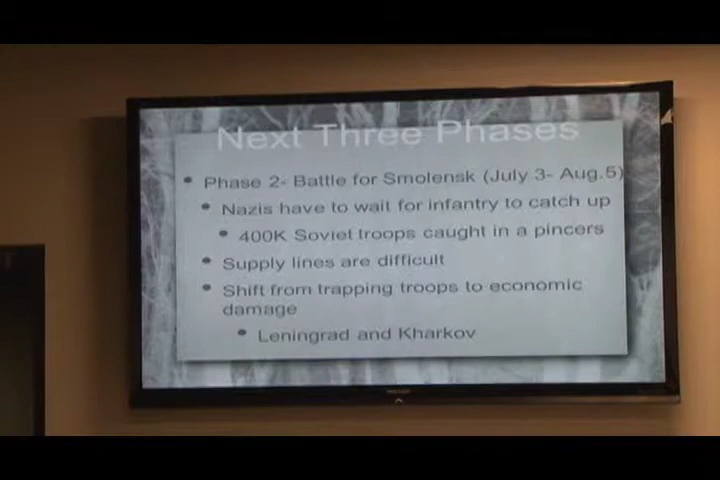 Next Three Phases
• Phase 2- Battle for Smolensk (July 3- Aug.5)
• Nazis have to wait for infantry to catch up
• 400K Soviet troops caught in a pincers
• Supply lines are difficult
• Shift from trapping troops to economic
damage
• Leningrad and Kharkov